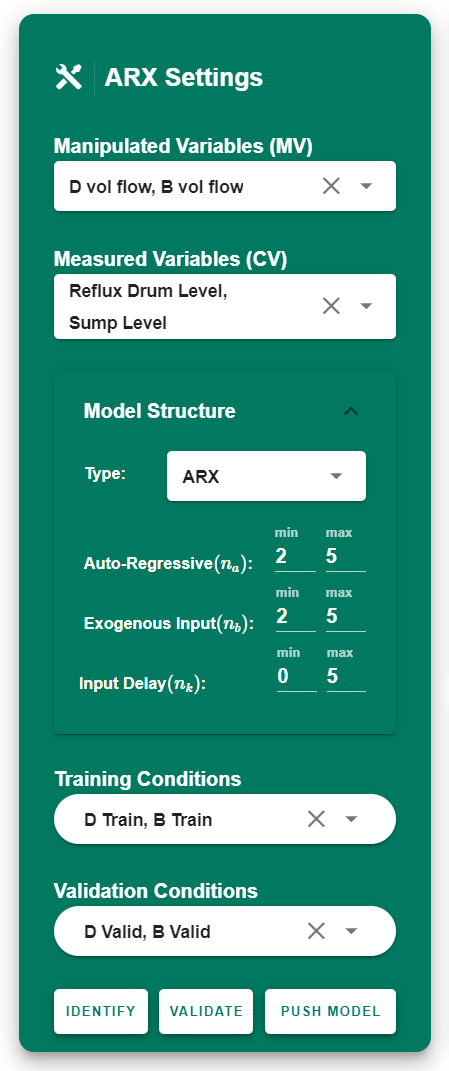 ARX Settings
Manipulated Variables (MV)
D vol flow, B vol flow
Measured Variables (CV)
Reflux Drum Level,
Sump Level
Model Structure
Type: ARX
min max
Auto-Regressive(nₐ): 2 5
min max
Exogenous Input(n_b): 2 5
min max
Input Delay(nₖ): 0 5
Training Conditions
D Train, B Train
Validation Conditions
D Valid, B Valid
IDENTIFY VALIDATE PUSH MODEL